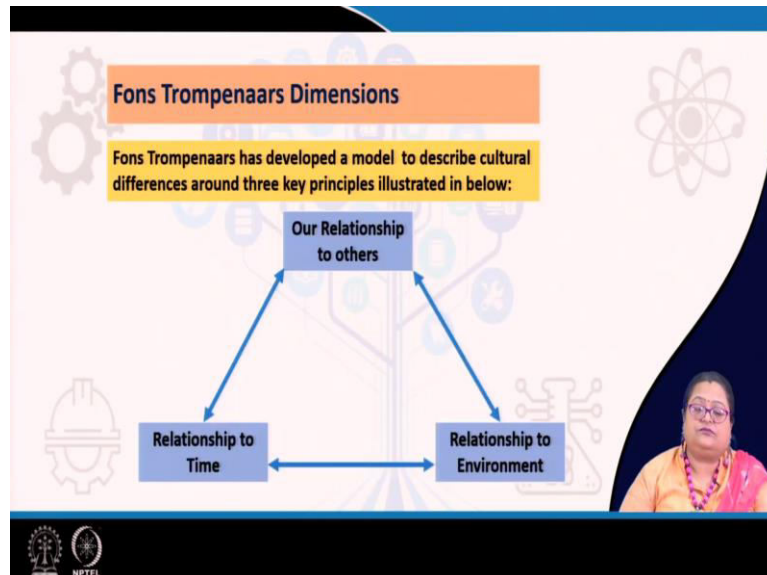 Fons Trompenaars Dimensions
Fons Trompenaars has developed a model to describe cultural
differences around three key principles illustrated in below:
Our Relationship
to others
Relationship to
Time
Relationship to
Environment
NPTEL